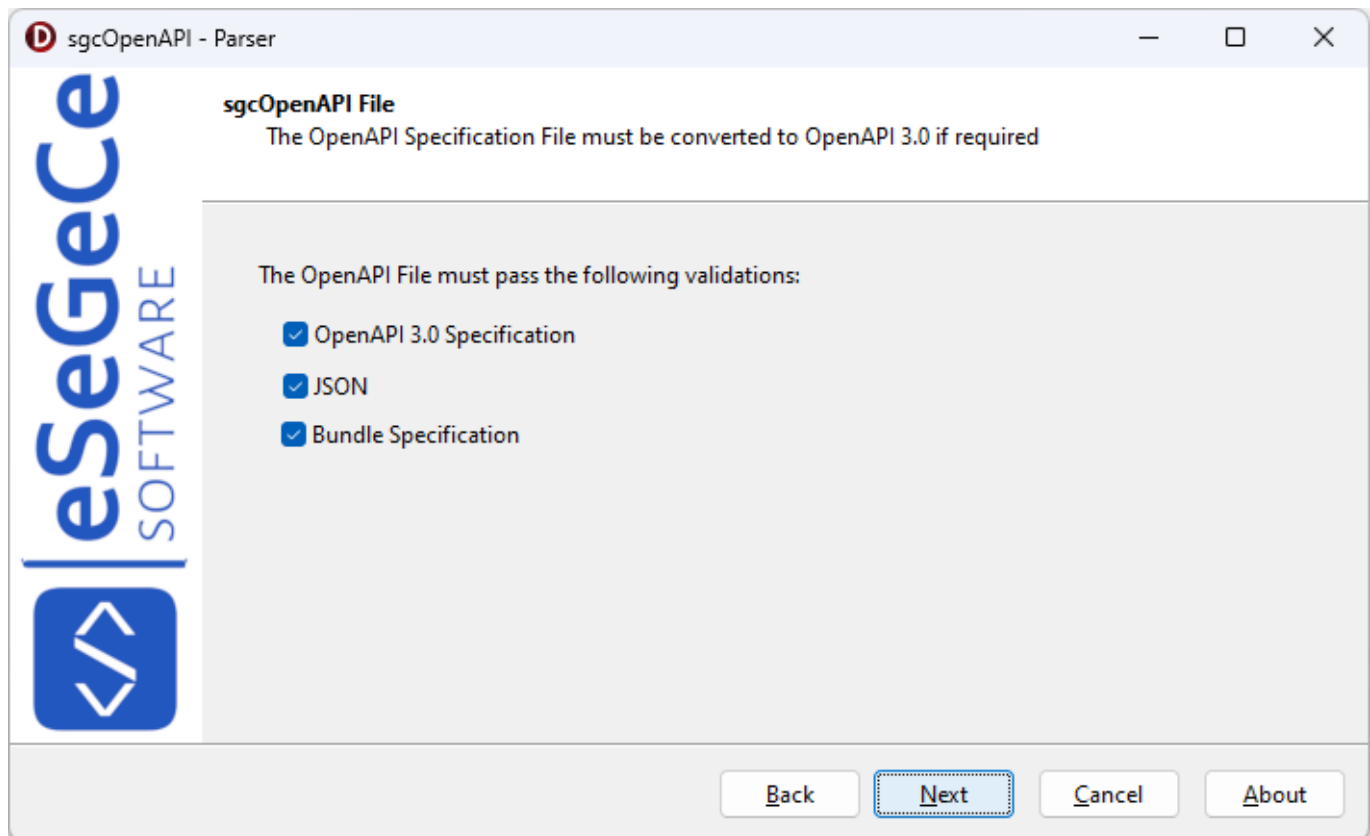 sgcOpenAPI - Parser
eSeGeCe
SOFTWARE
sgcOpenAPI File
The OpenAPI Specification File must be converted to OpenAPI 3.0 if required
The OpenAPI File must pass the following validations:
OpenAPI 3.0 Specification
JSON
Bundle Specification
Back
Next
Cancel
About